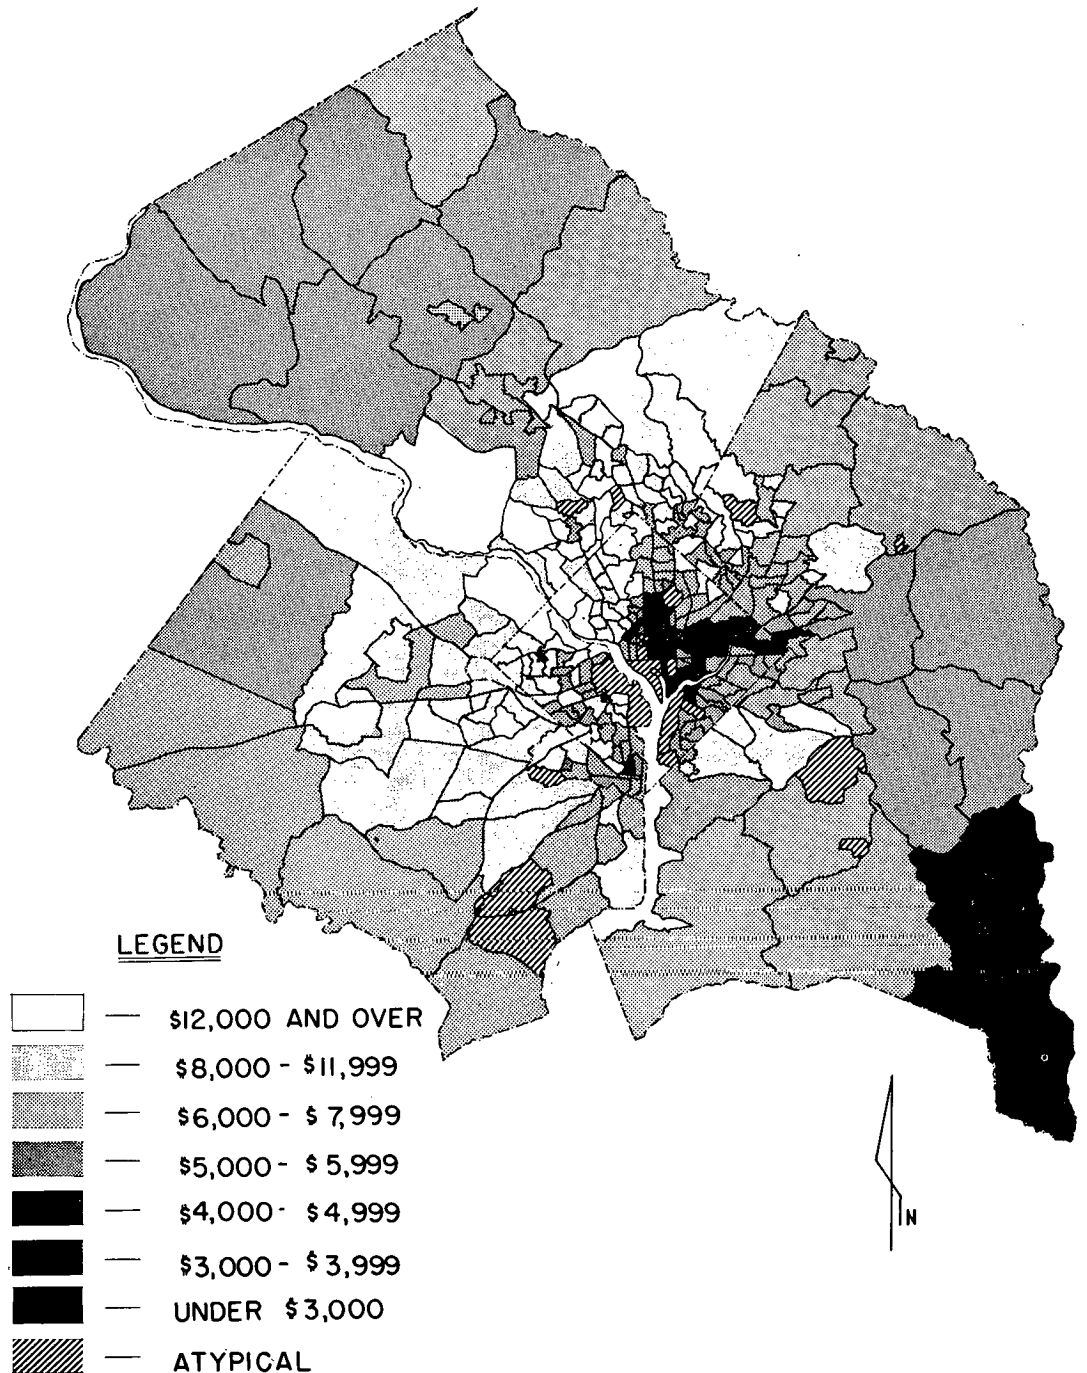 LEGEND
— $12,000 AND OVER
— $8,000 - $11,999
— $6,000 - $7,999
— $5,000 - $5,999
— $4,000 - $4,999
— $3,000 - $3,999
— UNDER $3,000
— ATYPICAL
N